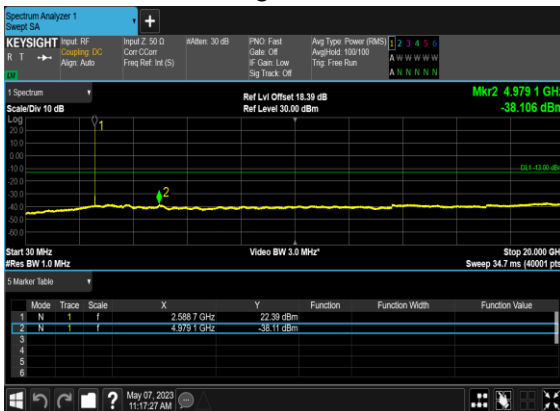 Spectrum Analyzer 1
Swept SA
+
KEYSIGHT Input: RF Input Z: 50 Ω #Atten: 30 dB PNO: Fast Avg Type: Power (RMS) 1 2 3 4 5 6
R T Coupling: DC Corr CCorr Gate: Off Avg|Hold: 100/100 A W W W W W
Align: Auto Freq Ref: Int (S) IF Gain: Low Trig: Free Run
LV Sig Track: Off A N N N N N
1 Spectrum Mkr2 4.979 1 GHz
Ref Lvl Offset 18.39 dB
Scale/Div 10 dB Ref Level 30.00 dBm -38.106 dBm
Log
20.0
10.0
0.00
-10.0
DL1 -13.00 dBm
-20.0
-30.0
-40.0
-50.0
-60.0
1
2
Start 30 MHz Video BW 3.0 MHz* Stop 20.000 GHz
#Res BW 1.0 MHz Sweep 34.7 ms (40001 pts)
5 Marker Table
Mode Trace Scale X Y Function Function Width Function Value
1 N 1 f 2.588 7 GHz 22.39 dBm
2 N 1 f 4.979 1 GHz -38.11 dBm
3
4
5
6
? May 07, 2023
11:17:27 AM